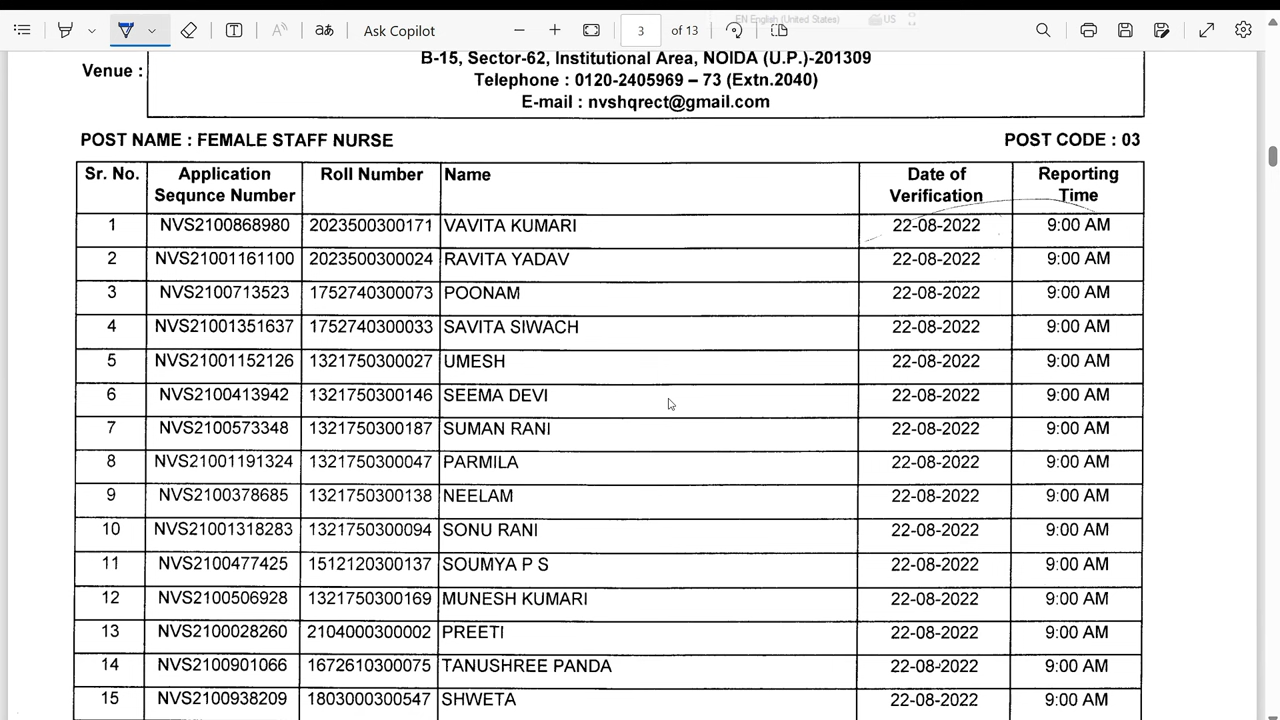 EN English (United States) US
Ask Copilot 3 of 13
B-15, Sector-62, Institutional Area, NOIDA (U.P.)-201309
Venue :
Telephone : 0120-2405969 – 73 (Extn.2040)
E-mail : nvshqrect@gmail.com
POST NAME : FEMALE STAFF NURSE POST CODE : 03
Sr. No. Application Sequnce Number Roll Number Name Date of Verification Reporting Time
1 NVS2100868980 2023500300171 VAVITA KUMARI 22-08-2022 9:00 AM
2 NVS21001161100 2023500300024 RAVITA YADAV 22-08-2022 9:00 AM
3 NVS2100713523 1752740300073 POONAM 22-08-2022 9:00 AM
4 NVS21001351637 1752740300033 SAVITA SIWACH 22-08-2022 9:00 AM
5 NVS21001152126 1321750300027 UMESH 22-08-2022 9:00 AM
6 NVS2100413942 1321750300146 SEEMA DEVI 22-08-2022 9:00 AM
7 NVS2100573348 1321750300187 SUMAN RANI 22-08-2022 9:00 AM
8 NVS21001191324 1321750300047 PARMILA 22-08-2022 9:00 AM
9 NVS2100378685 1321750300138 NEELAM 22-08-2022 9:00 AM
10 NVS21001318283 1321750300094 SONU RANI 22-08-2022 9:00 AM
11 NVS2100477425 1512120300137 SOUMYA P S 22-08-2022 9:00 AM
12 NVS2100506928 1321750300169 MUNESH KUMARI 22-08-2022 9:00 AM
13 NVS2100028260 2104000300002 PREETI 22-08-2022 9:00 AM
14 NVS2100901066 1672610300075 TANUSHREE PANDA 22-08-2022 9:00 AM
15 NVS2100938209 1803000300547 SHWETA 22-08-2022 9:00 AM